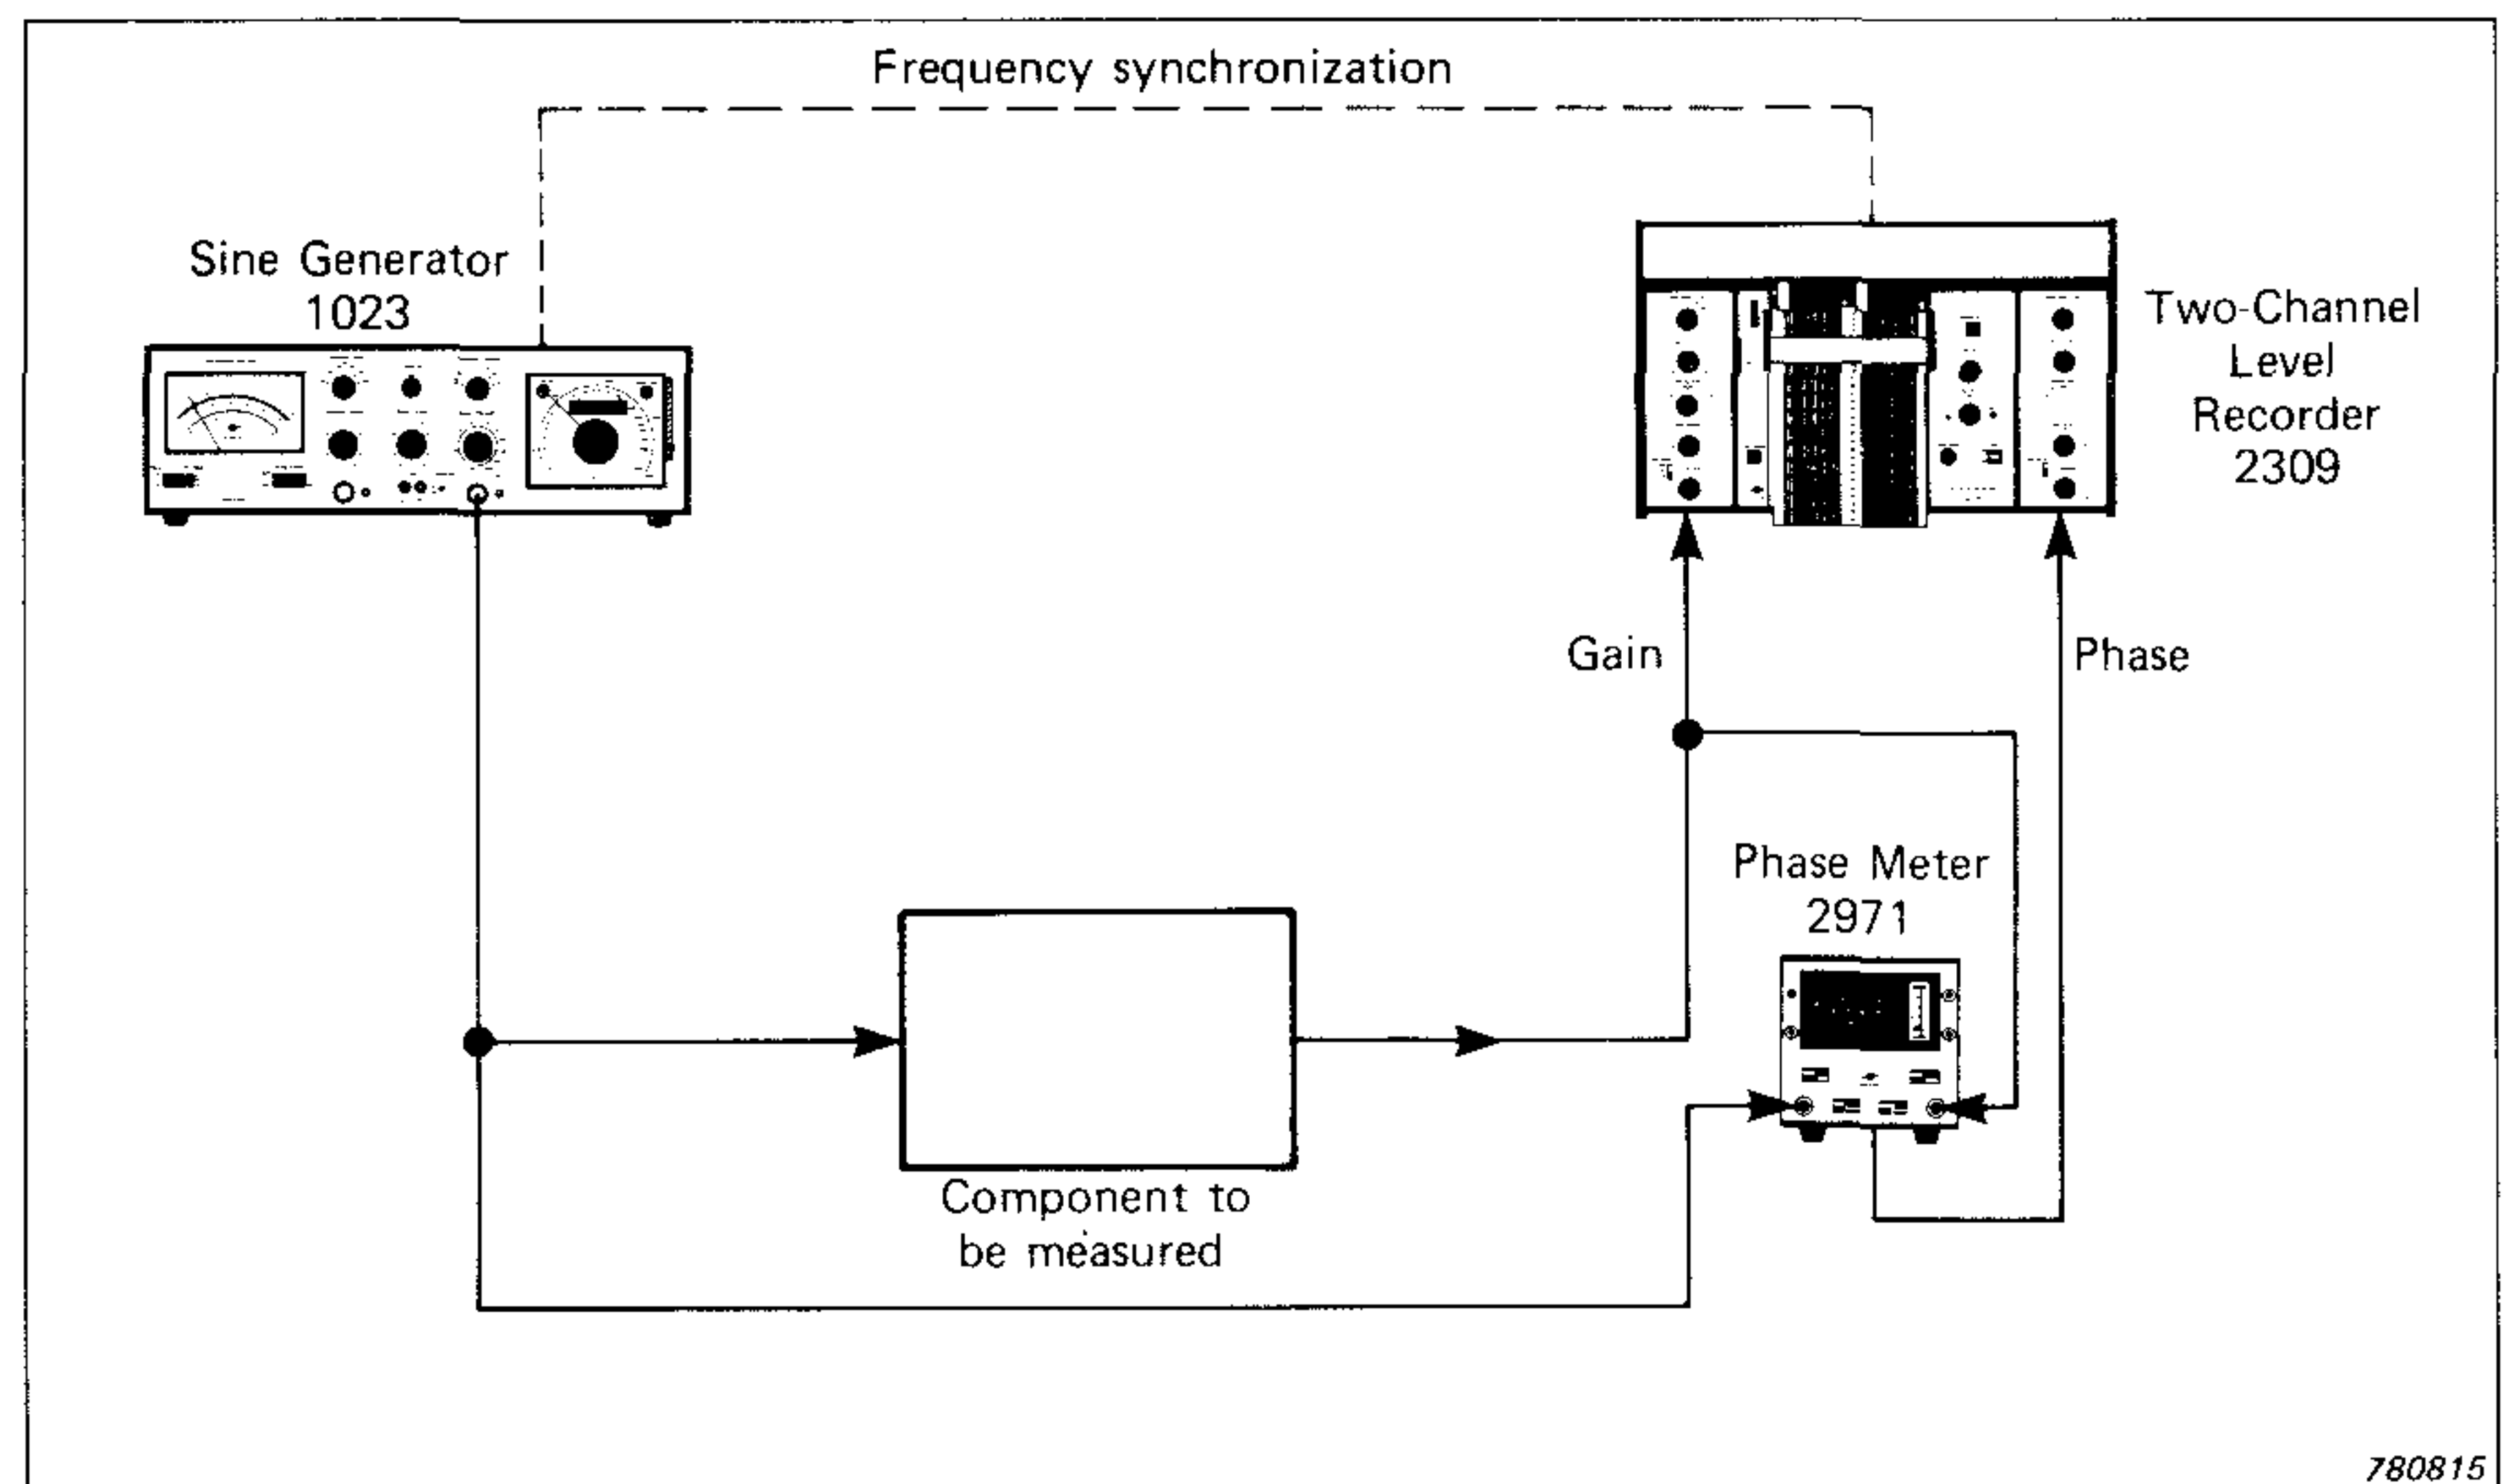 Frequency synchronization
Sine Generator
1023
Two-Channel
Level
Recorder
2309
Gain
Phase
Phase Meter
2971
Component to
be measured
780815